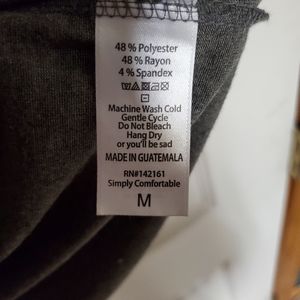 48 % Polyester
48 % Rayon
4 % Spandex
Machine Wash Cold
Gentle Cycle
Do Not Bleach
Hang Dry
or you'll be sad
MADE IN GUATEMALA
RN#142161
Simply Comfortable
M